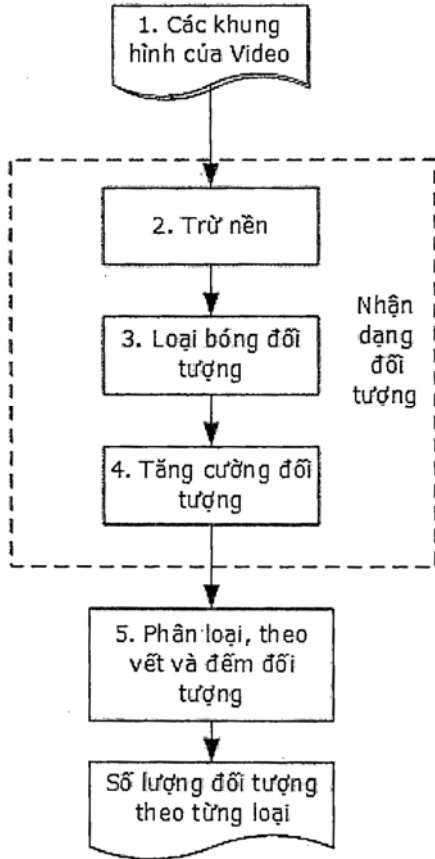 1. Các khung
hình của Video
2. Trừ nền
Nhận
dạng
đối
tượng
3. Loại bóng đối
tượng
4. Tăng cường đối
tượng
5. Phân loại, theo
vết và đếm đối
tượng
Số lượng đối tượng
theo từng loại